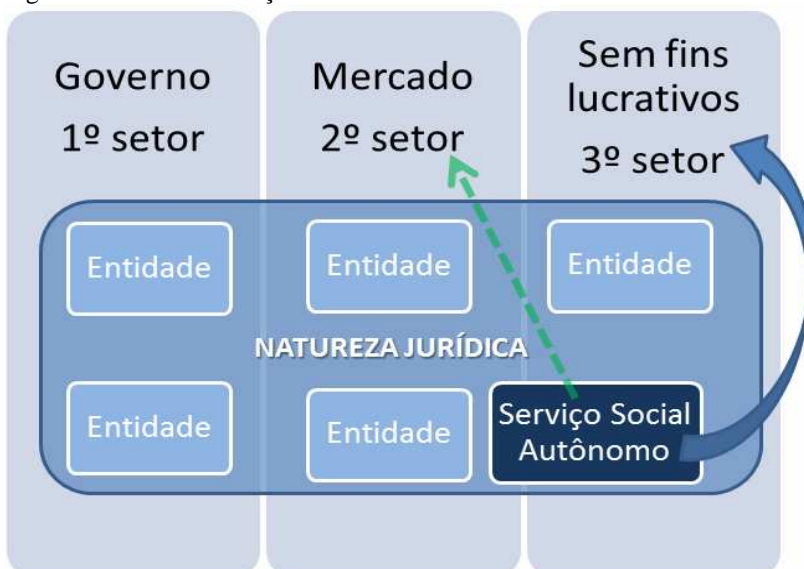 Governo
1º setor
Mercado
2º setor
Sem fins
lucrativos
3º setor
Entidade
Entidade
Entidade
NATUREZA JURÍDICA
Entidade
Entidade
Serviço Social
Autônomo